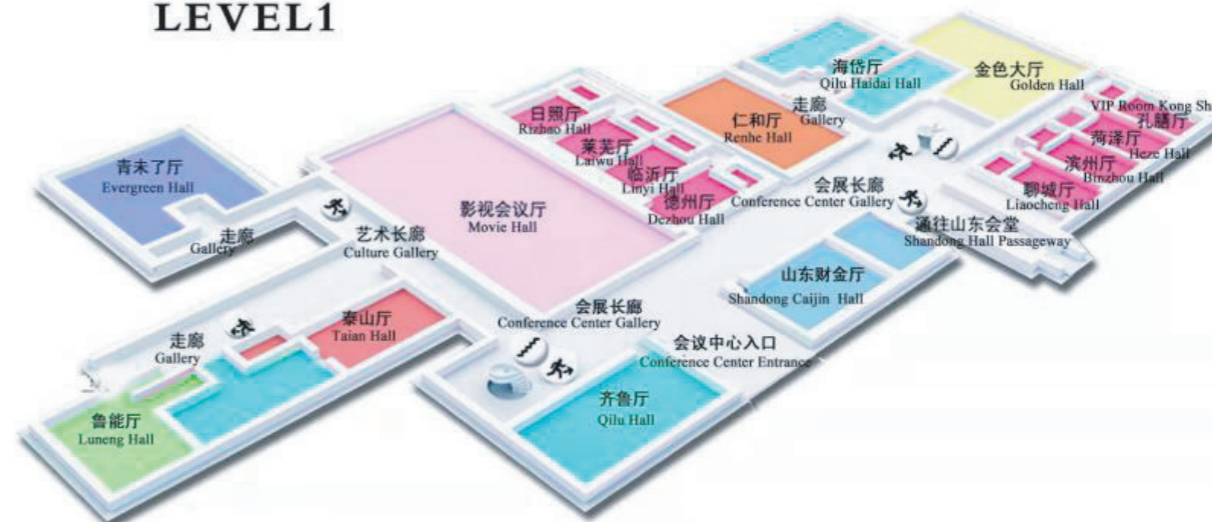 LEVEL1
海岱厅
Qilu Haidai Hall
金色大厅
Golden Hall
走廊
Gallery
VIP Room Kong Sh
孔膳厅
日照厅
Rizhao Hall
仁和厅
Renhe Hall
莱芜厅
Laiwu Hall
菏泽厅
Heze Hall
青未了厅
Evergreen Hall
临沂厅
Linyi Hall
滨州厅
Binzhou Hall
德州厅
Dezhou Hall
会展长廊
Conference Center Gallery
聊城厅
Liaocheng Hall
影视会议厅
Movie Hall
走廊
Gallery
艺术长廊
Culture Gallery
通往山东会堂
Shandong Hall Passageway
山东财金厅
Shandong Caijin Hall
会展长廊
Conference Center Gallery
泰山厅
Taian Hall
走廊
Gallery
会议中心入口
Conference Center Entrance
齐鲁厅
Qilu Hall
鲁能厅
Luneng Hall